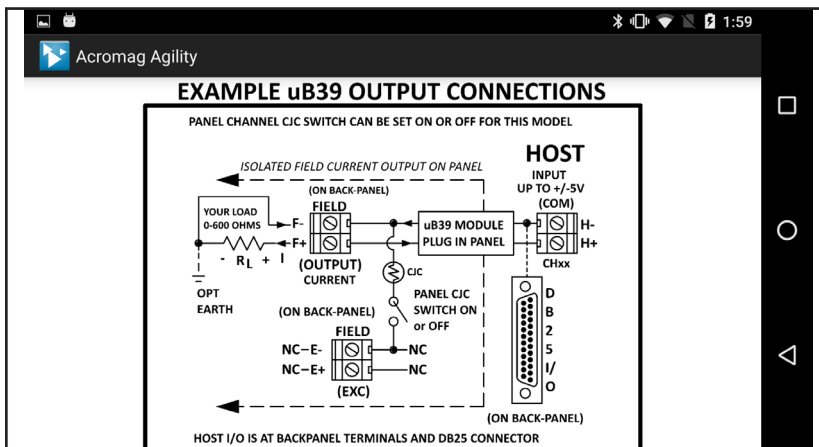 1:59
Acromag Agility
EXAMPLE uB39 OUTPUT CONNECTIONS
PANEL CHANNEL CJC SWITCH CAN BE SET ON OR OFF FOR THIS MODEL
ISOLATED FIELD CURRENT OUTPUT ON PANEL
HOST
INPUT
UP TO +/-5V
(COM)
(ON BACK-PANEL)
FIELD
YOUR LOAD
0-600 OHMS
F-
F+
- RL + I
(OUTPUT)
CURRENT
uB39 MODULE
PLUG IN PANEL
H-
H+
CHxx
OPT
EARTH
CJC
PANEL CJC
SWITCH ON
or OFF
(ON BACK-PANEL)
FIELD
NC-E-
NC
NC-E+
NC
(EXC)
D
B
2
5
I/
O
(ON BACK-PANEL)
HOST I/O IS AT BACKPANEL TERMINALS AND DB25 CONNECTOR